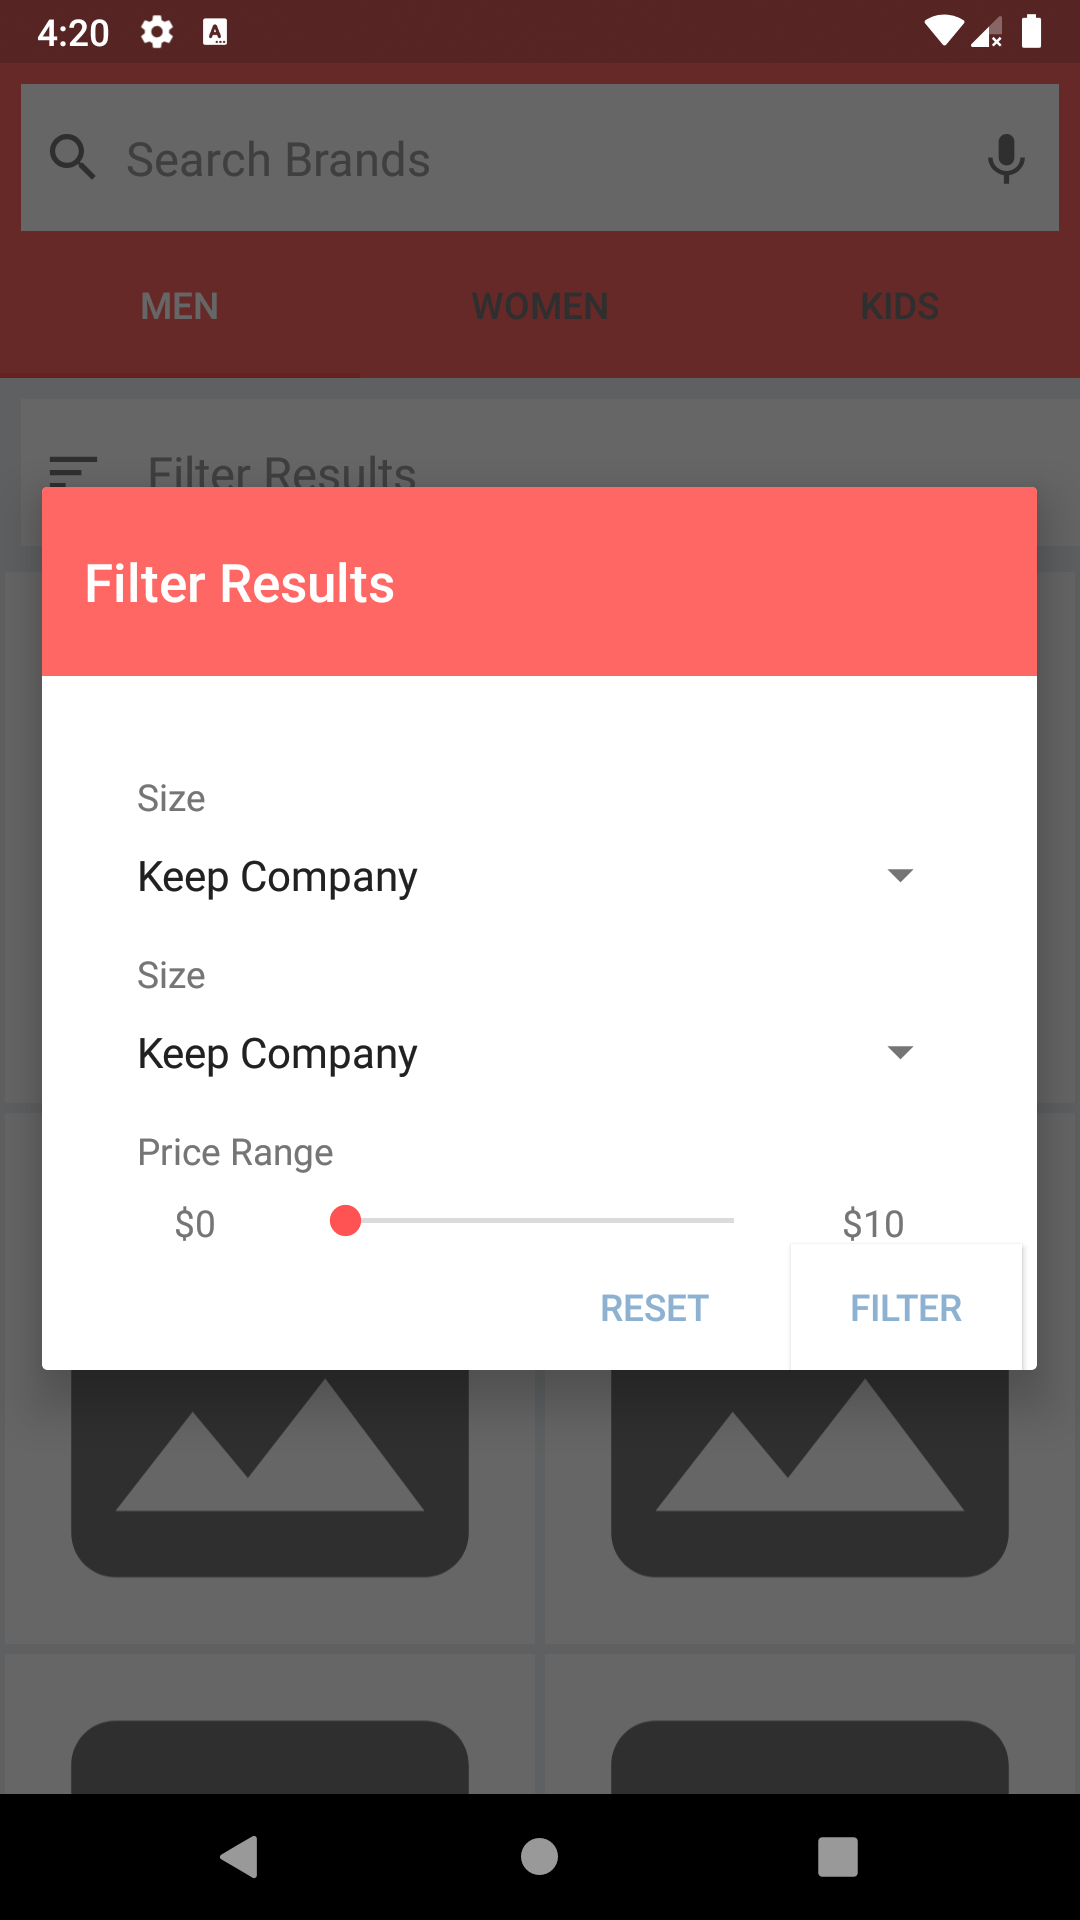 4:20
Search Brands
MEN WOMEN KIDS
Filter Results
Filter Results
Size
Keep Company
Size
Keep Company
Price Range
$0 $10
RESET FILTER